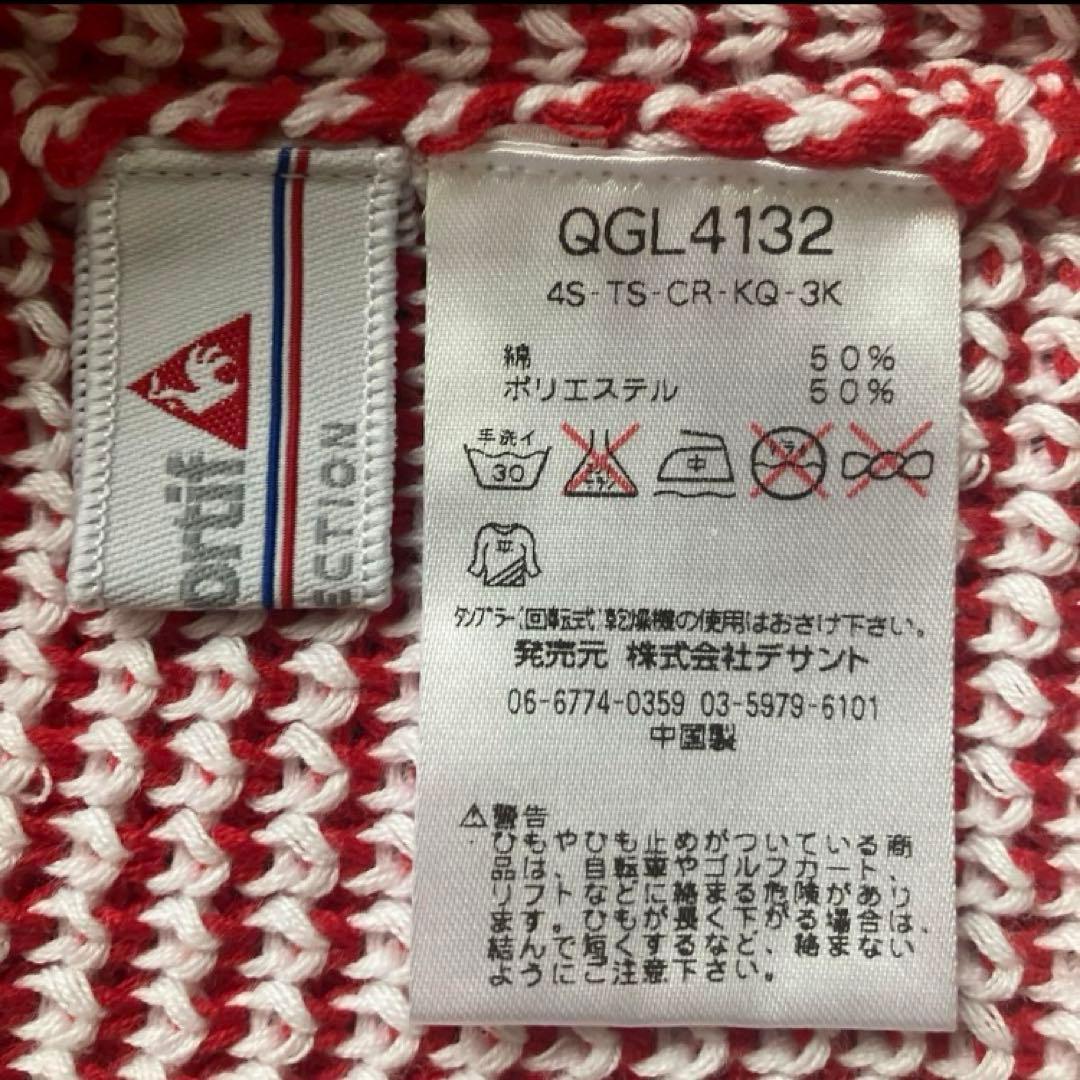 ortif
ECTION
QGL4132
4S-TS-CR-KQ-3K
綿 50%
ポリエステル 50%
手洗イ
30
中
平
タンブラー(回転式)乾燥機の使用はおさけ下さい。
発売元 株式会社デサント
06-6774-0359 03-5979-6101
中国製
⚠警告
ひもやひも止めがついている商
品は、自転車やゴルフカート、
リフトなどに絡まる危険があり
ます。ひもが長く下がる場合は、
結んで短くするなど、絡まない
ようにご注意下さい。